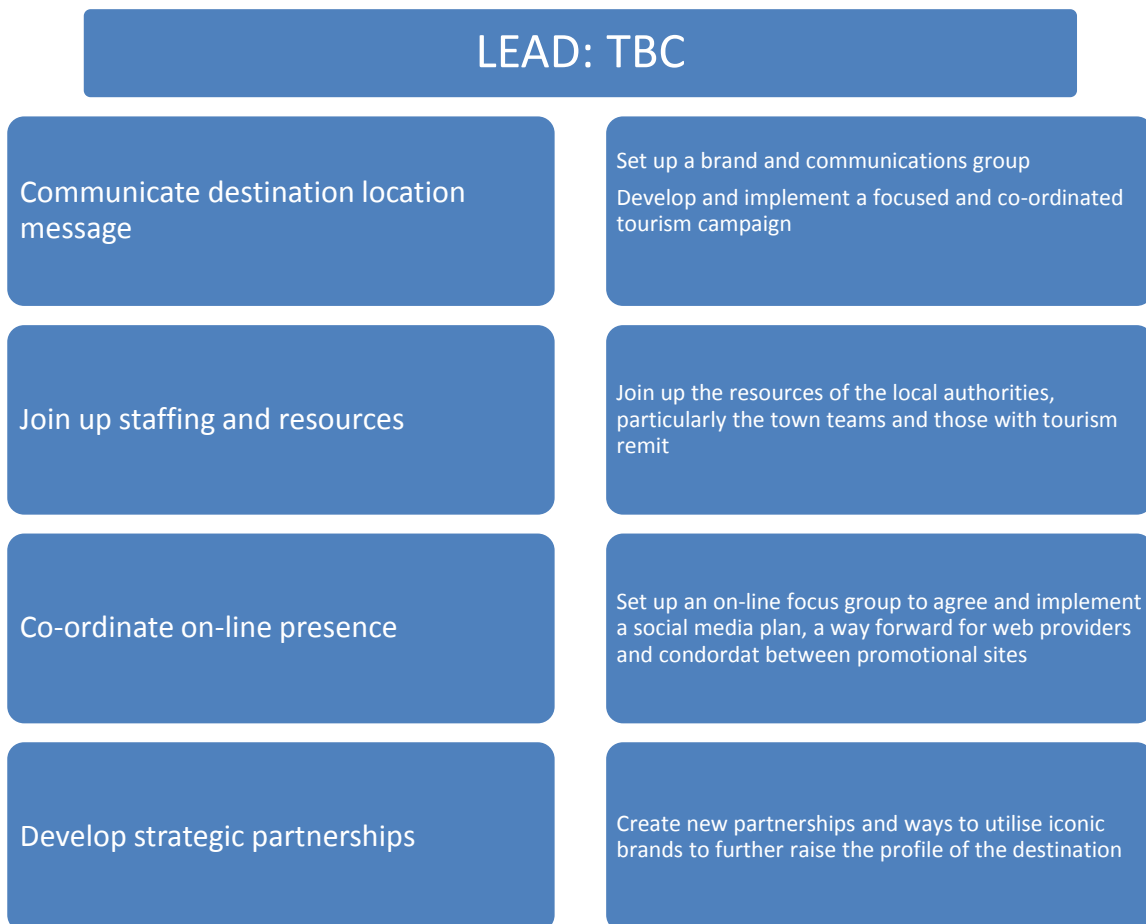 LEAD: TBC
Communicate destination location
message
Set up a brand and communications group
Develop and implement a focused and co-ordinated
tourism campaign
Join up staffing and resources
Join up the resources of the local authorities,
particularly the town teams and those with tourism
remit
Co-ordinate on-line presence
Set up an on-line focus group to agree and implement
a social media plan, a way forward for web providers
and condordat between promotional sites
Develop strategic partnerships
Create new partnerships and ways to utilise iconic
brands to further raise the profile of the destination